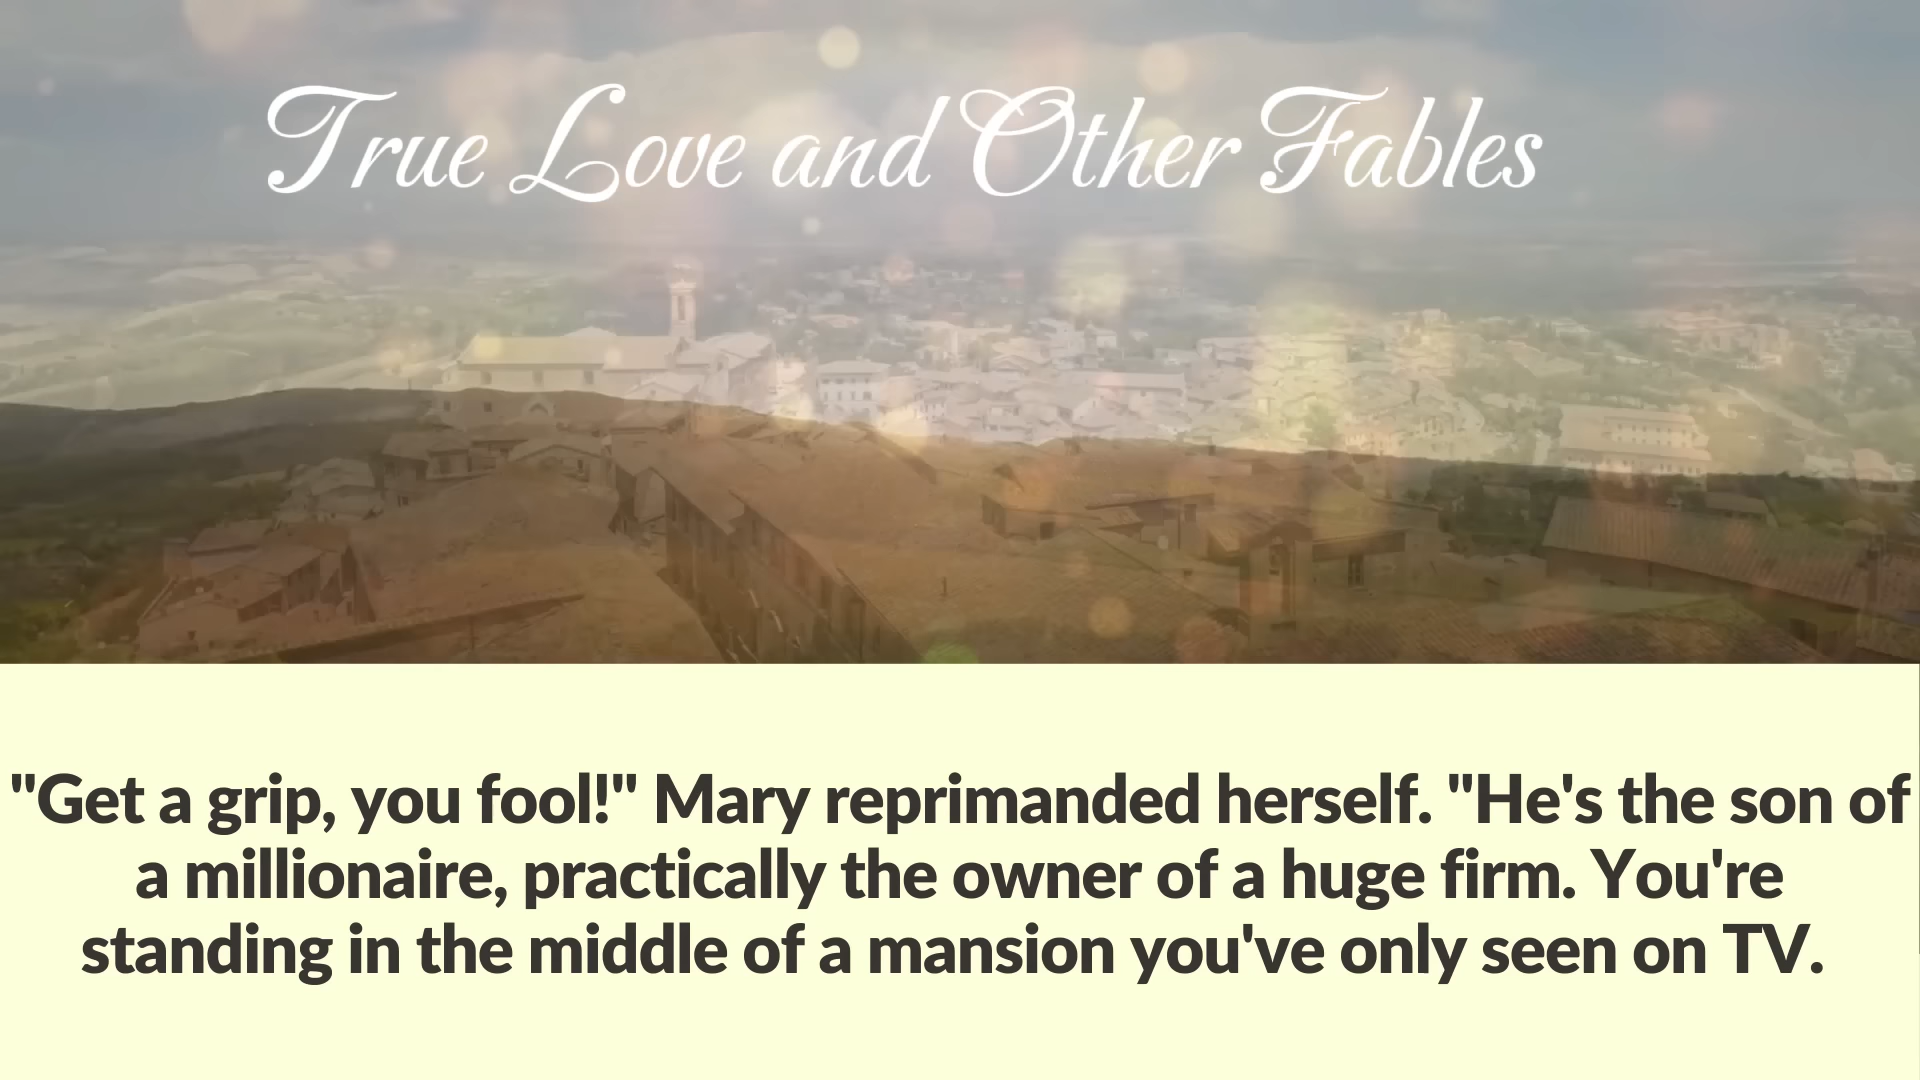 True Love and Other Fables
"Get a grip, you fool!" Mary reprimanded herself. "He's the son of
a millionaire, practically the owner of a huge firm. You're
standing in the middle of a mansion you've only seen on TV.